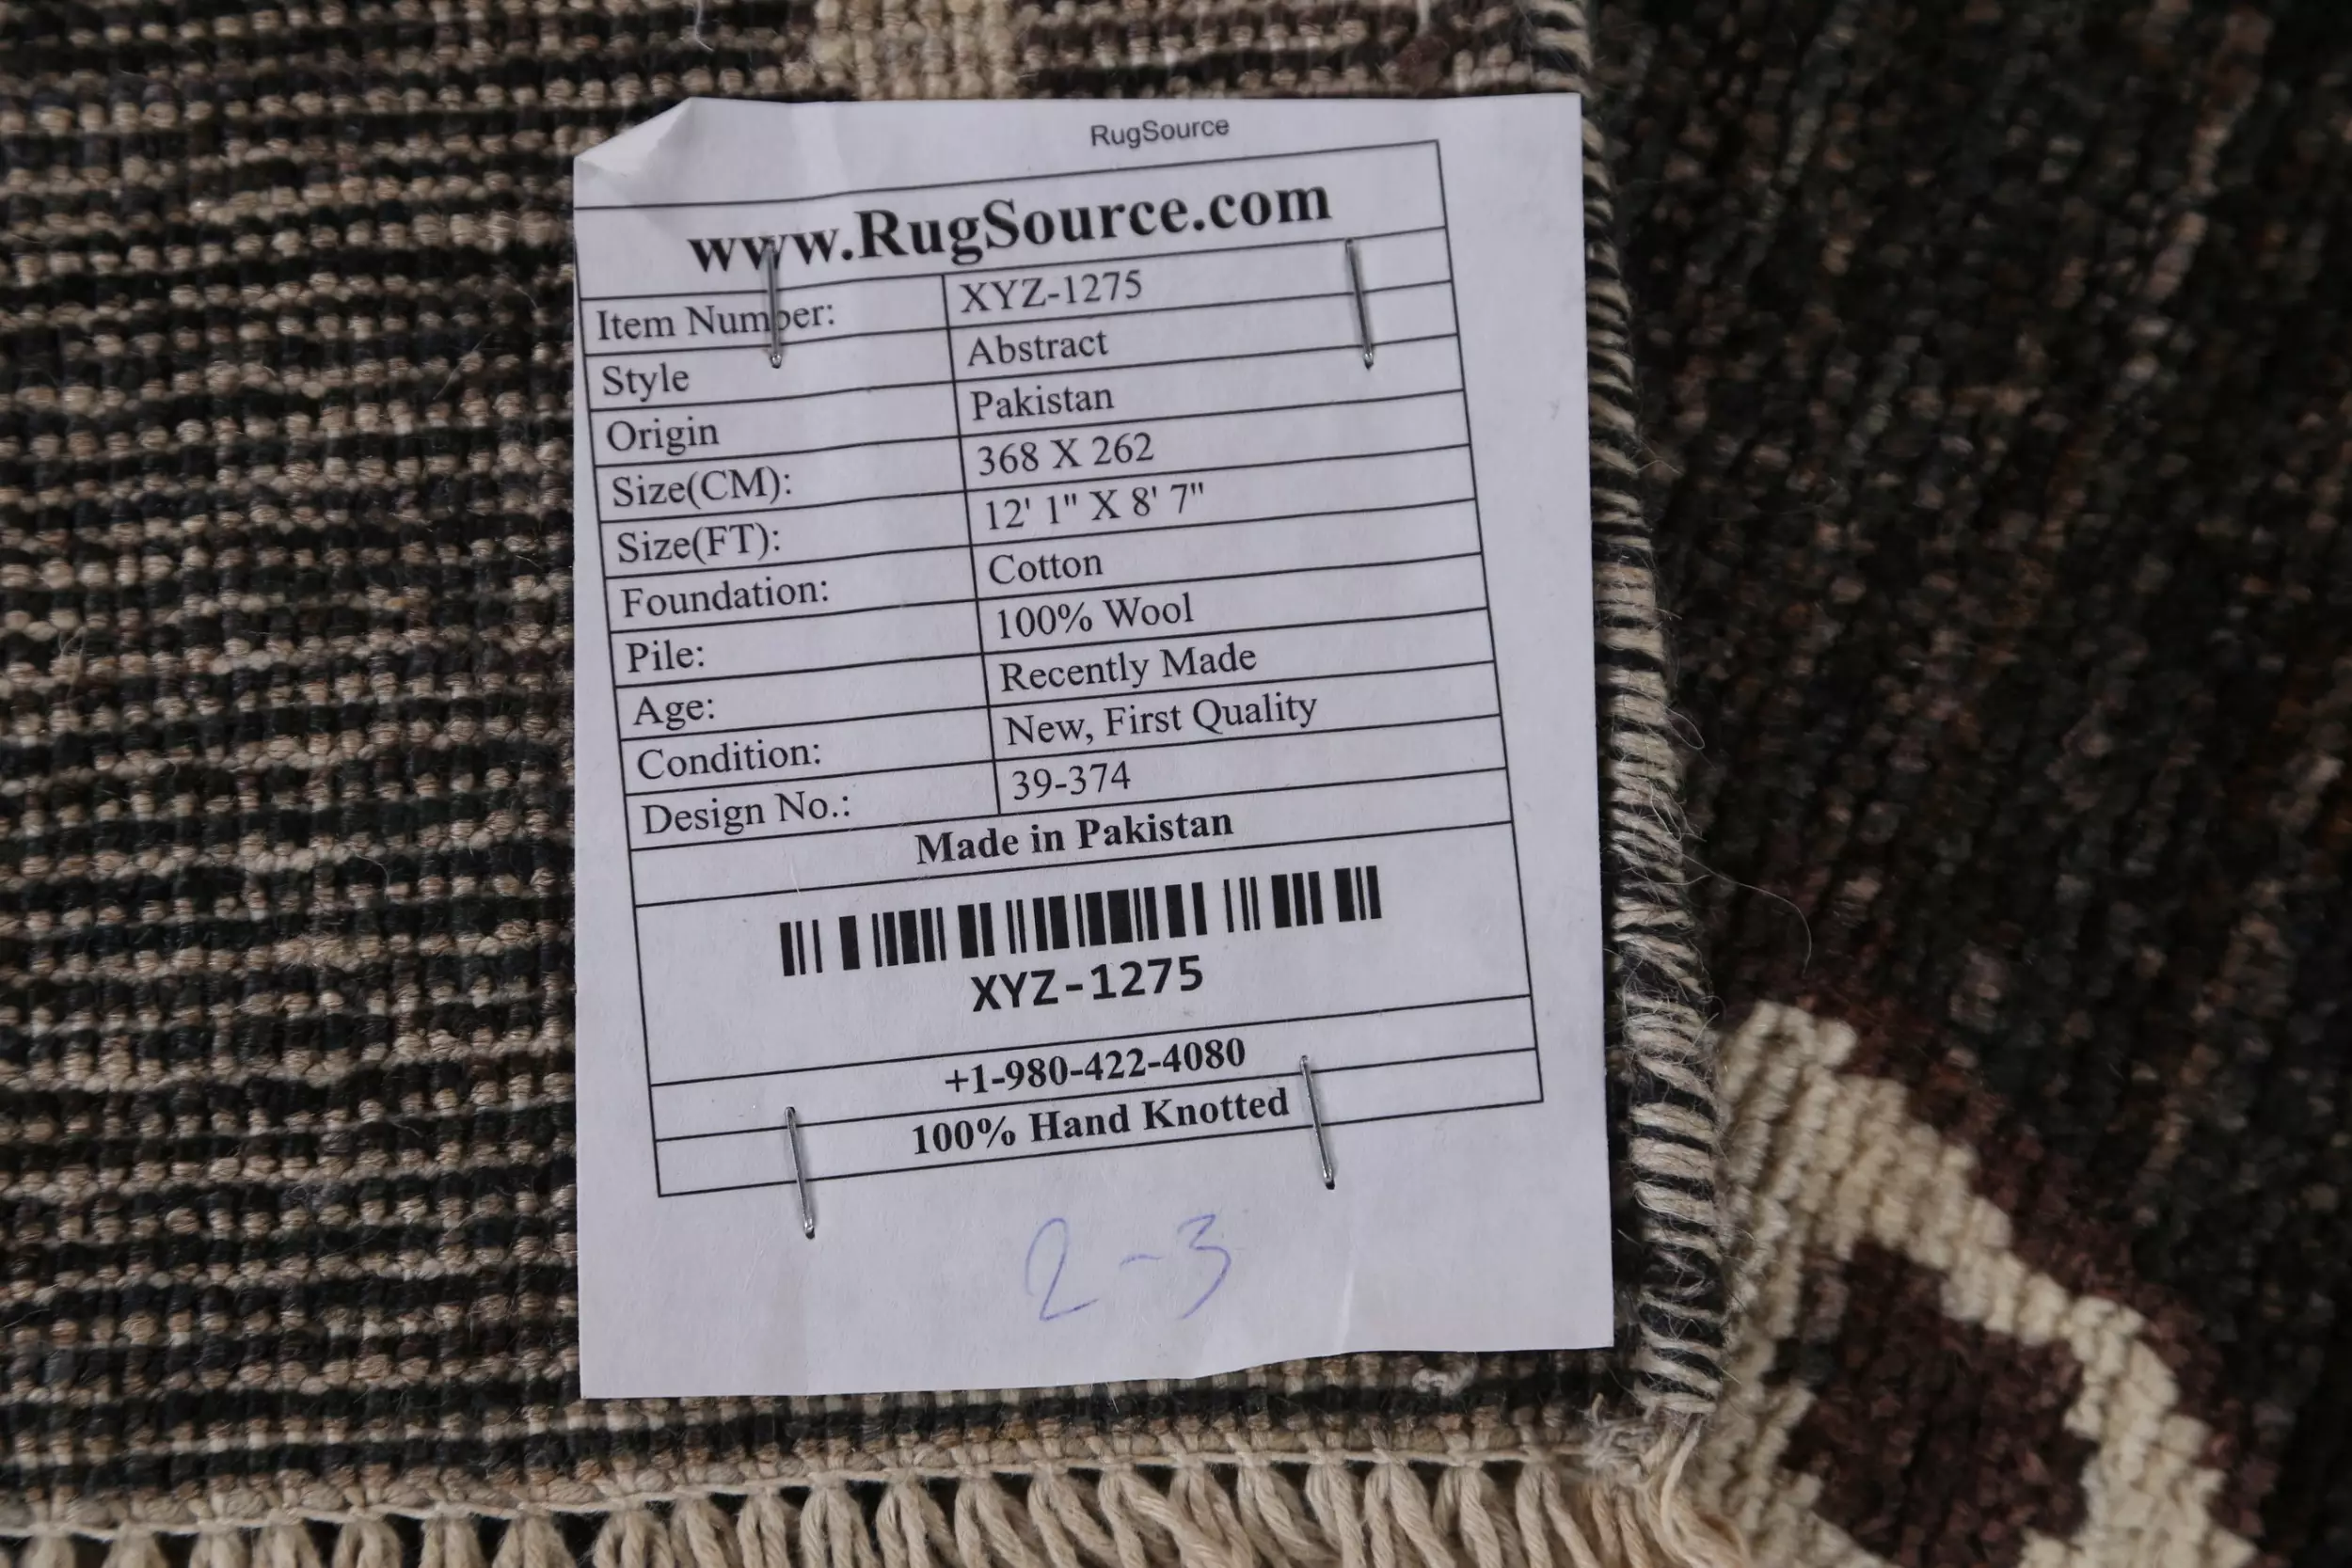 RugSource
www.RugSource.com
Item Number: XYZ-1275
Style Abstract
Origin Pakistan
Size(CM): 368 X 262
Size(FT): 12' 1" X 8' 7"
Foundation: Cotton
Pile: 100% Wool
Age: Recently Made
Condition: New, First Quality
Design No.: 39-374
Made in Pakistan
XYZ-1275
+1-980-422-4080
100% Hand Knotted
2-3